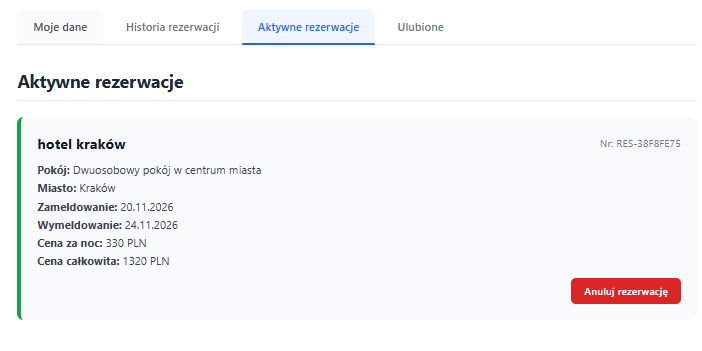 Moje dane Historia rezerwacji Aktywne rezerwacje Ulubione
Aktywne rezerwacje
hotel kraków Nr: RES-38F8FE75
Pokój: Dwuosobowy pokój w centrum miasta
Miasto: Kraków
Zameldowanie: 20.11.2026
Wymeldowanie: 24.11.2026
Cena za noc: 330 PLN
Cena całkowita: 1320 PLN
Anuluj rezerwację